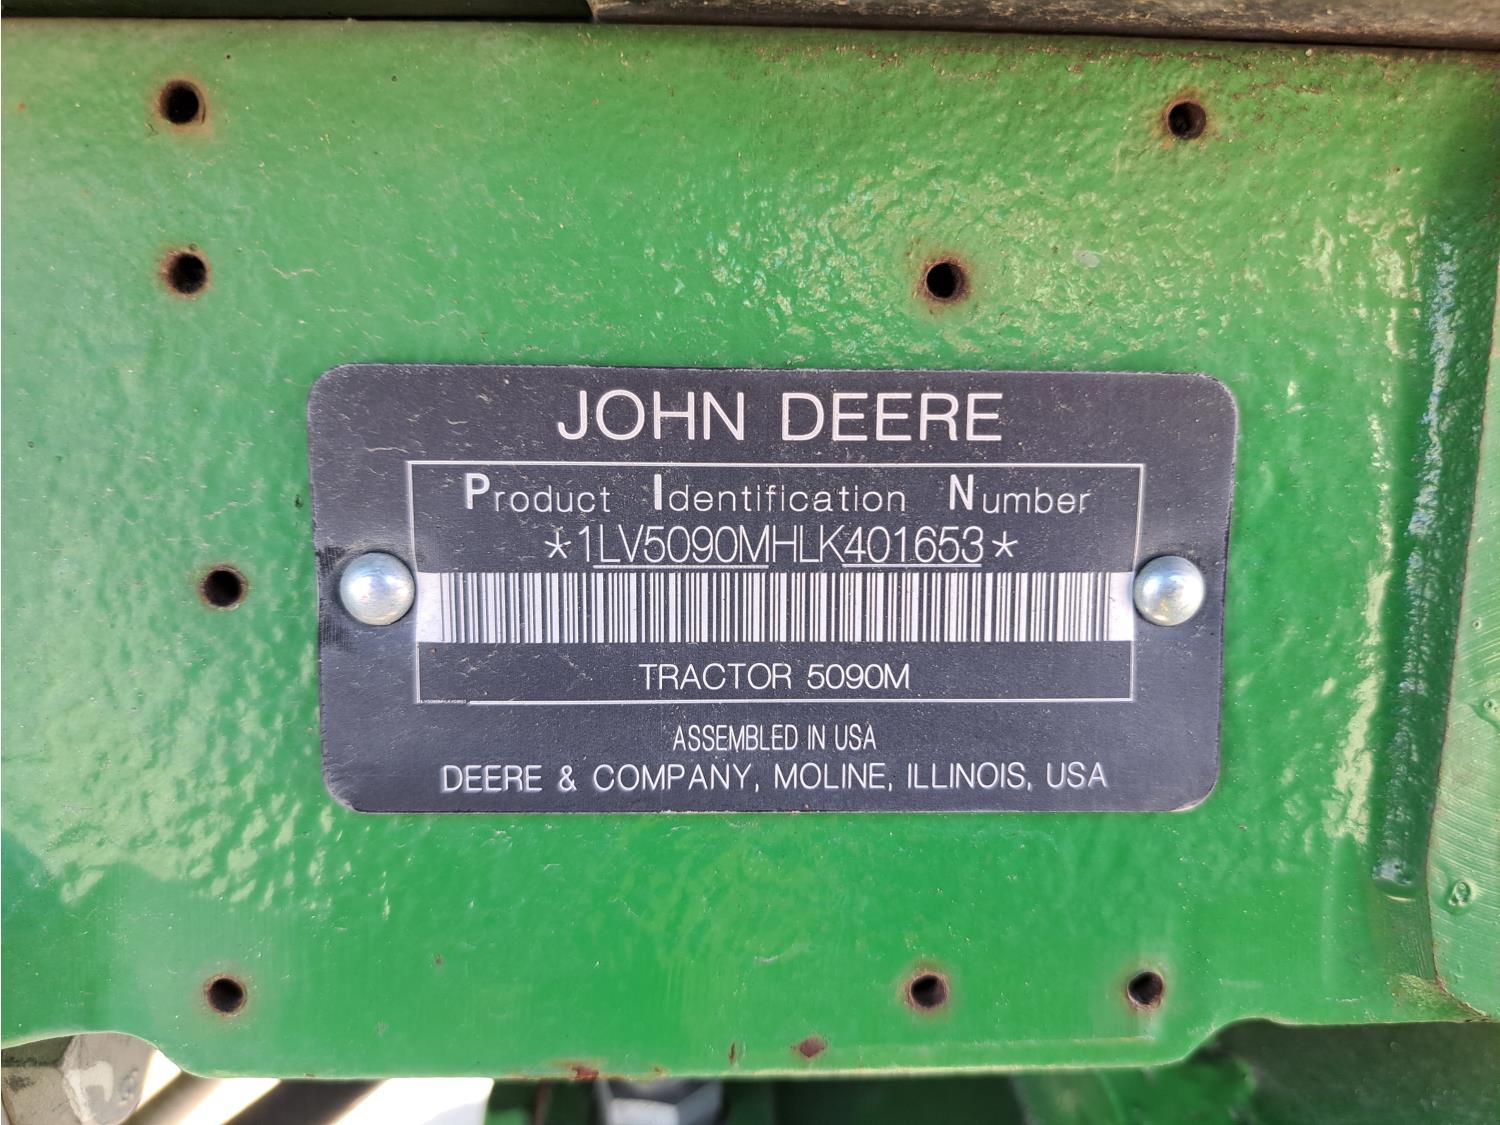 JOHN DEERE
Product Identification Number
*1LV5090MHLK401653*
TRACTOR 5090M
ASSEMBLED IN USA
DEERE & COMPANY, MOLINE, ILLINOIS, USA